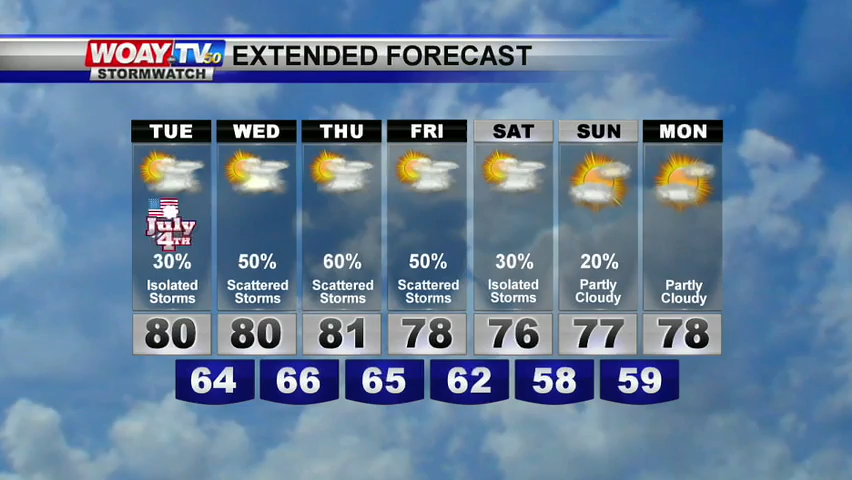 WOAY-TV 50
STORMWATCH
EXTENDED FORECAST
TUE WED THU FRI SAT SUN MON
July
4TH
30% 50% 60% 50% 30% 20%
Isolated Scattered Scattered Scattered Isolated Partly Partly
Storms Storms Storms Storms Storms Cloudy Cloudy
80 80 81 78 76 77 78
64 66 65 62 58 59